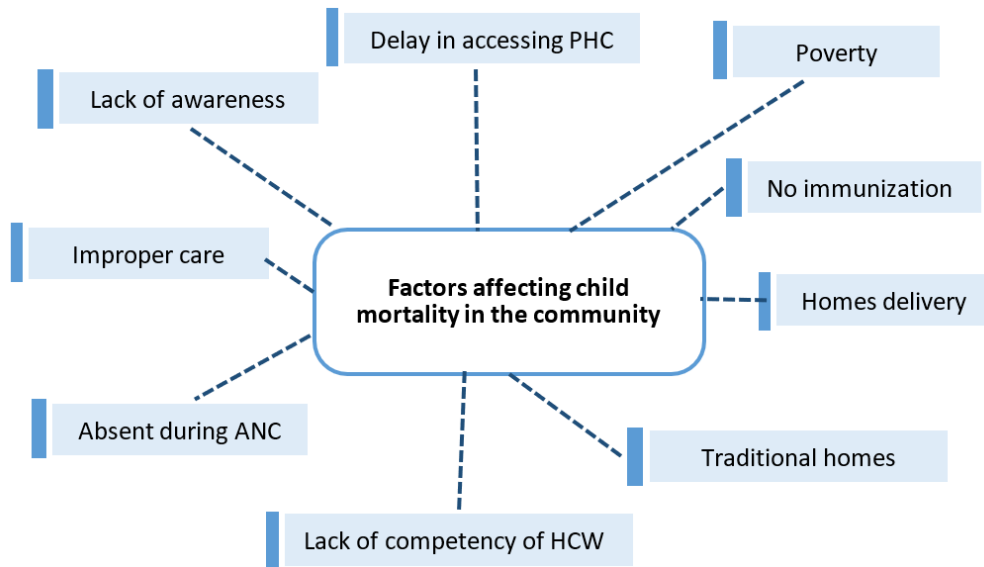 Delay in accessing PHC
Poverty
Lack of awareness
No immunization
Improper care
Factors affecting child
mortality in the community
Homes delivery
Absent during ANC
Traditional homes
Lack of competency of HCW